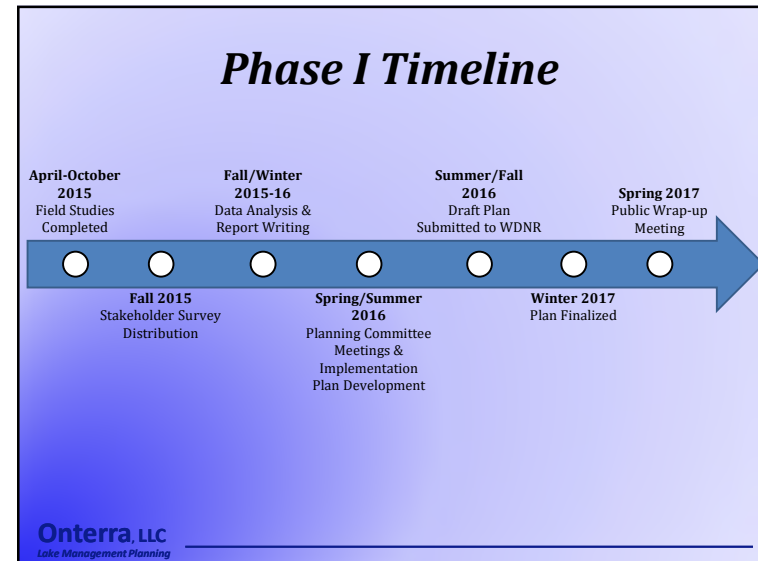 Phase I Timeline
April-October
2015
Field Studies
Completed
Fall/Winter
2015-16
Data Analysis &
Report Writing
Summer/Fall
2016
Draft Plan
Submitted to WDNR
Spring 2017
Public Wrap-up
Meeting
Fall 2015
Stakeholder Survey
Distribution
Spring/Summer
2016
Planning Committee
Meetings &
Implementation
Plan Development
Winter 2017
Plan Finalized
Onterra, LLC
Lake Management Planning